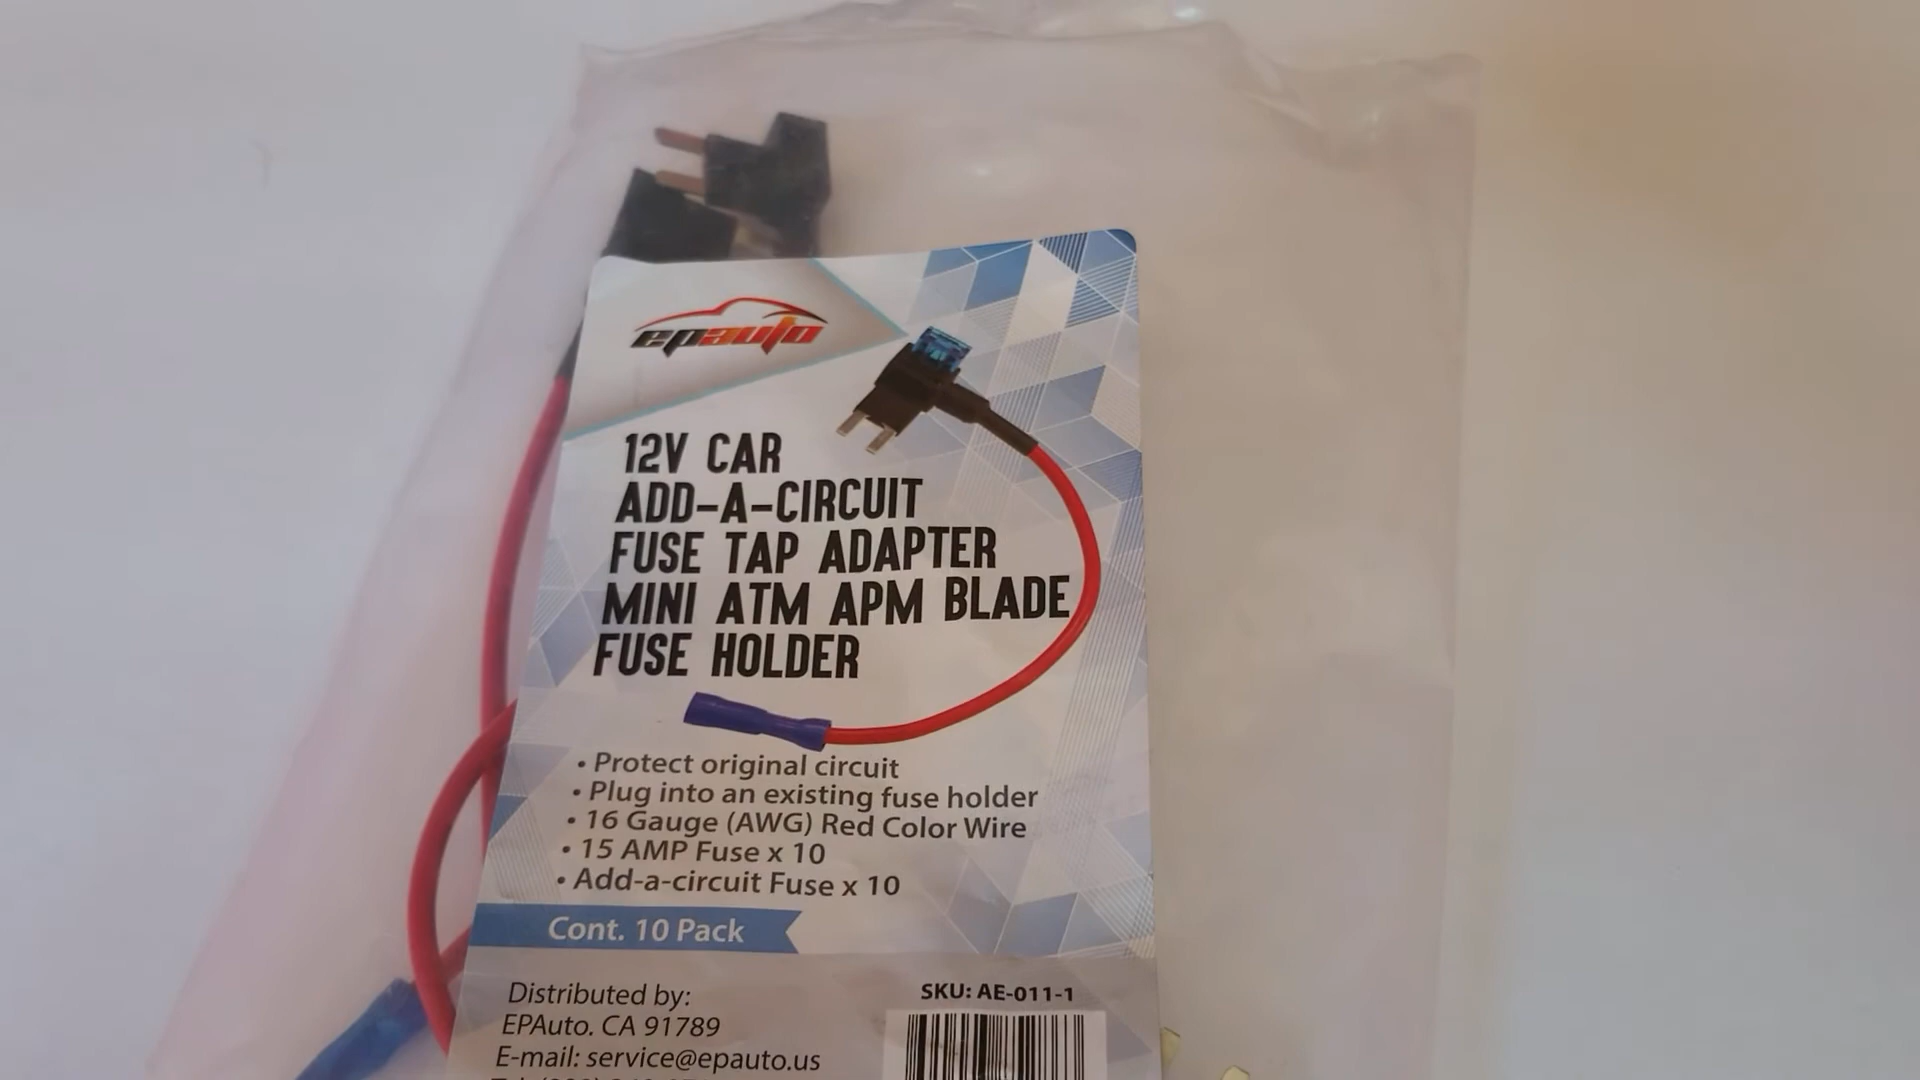 epauto
12V CAR
ADD-A-CIRCUIT
FUSE TAP ADAPTER
MINI ATM APM BLADE
FUSE HOLDER
• Protect original circuit
• Plug into an existing fuse holder
• 16 Gauge (AWG) Red Color Wire
• 15 AMP Fuse x 10
• Add-a-circuit Fuse x 10
Cont. 10 Pack
Distributed by:
EPAuto. CA 91789
E-mail: service@epauto.us
SKU: AE-011-1